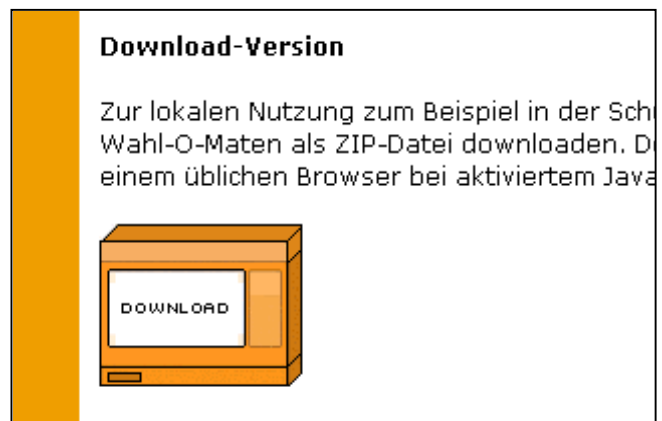 Download-Version
Zur lokalen Nutzung zum Beispiel in der
Wahl-O-Maten als ZIP-Datei downloaden.
einem üblichen Browser bei aktiviertem
DOWNLOAD